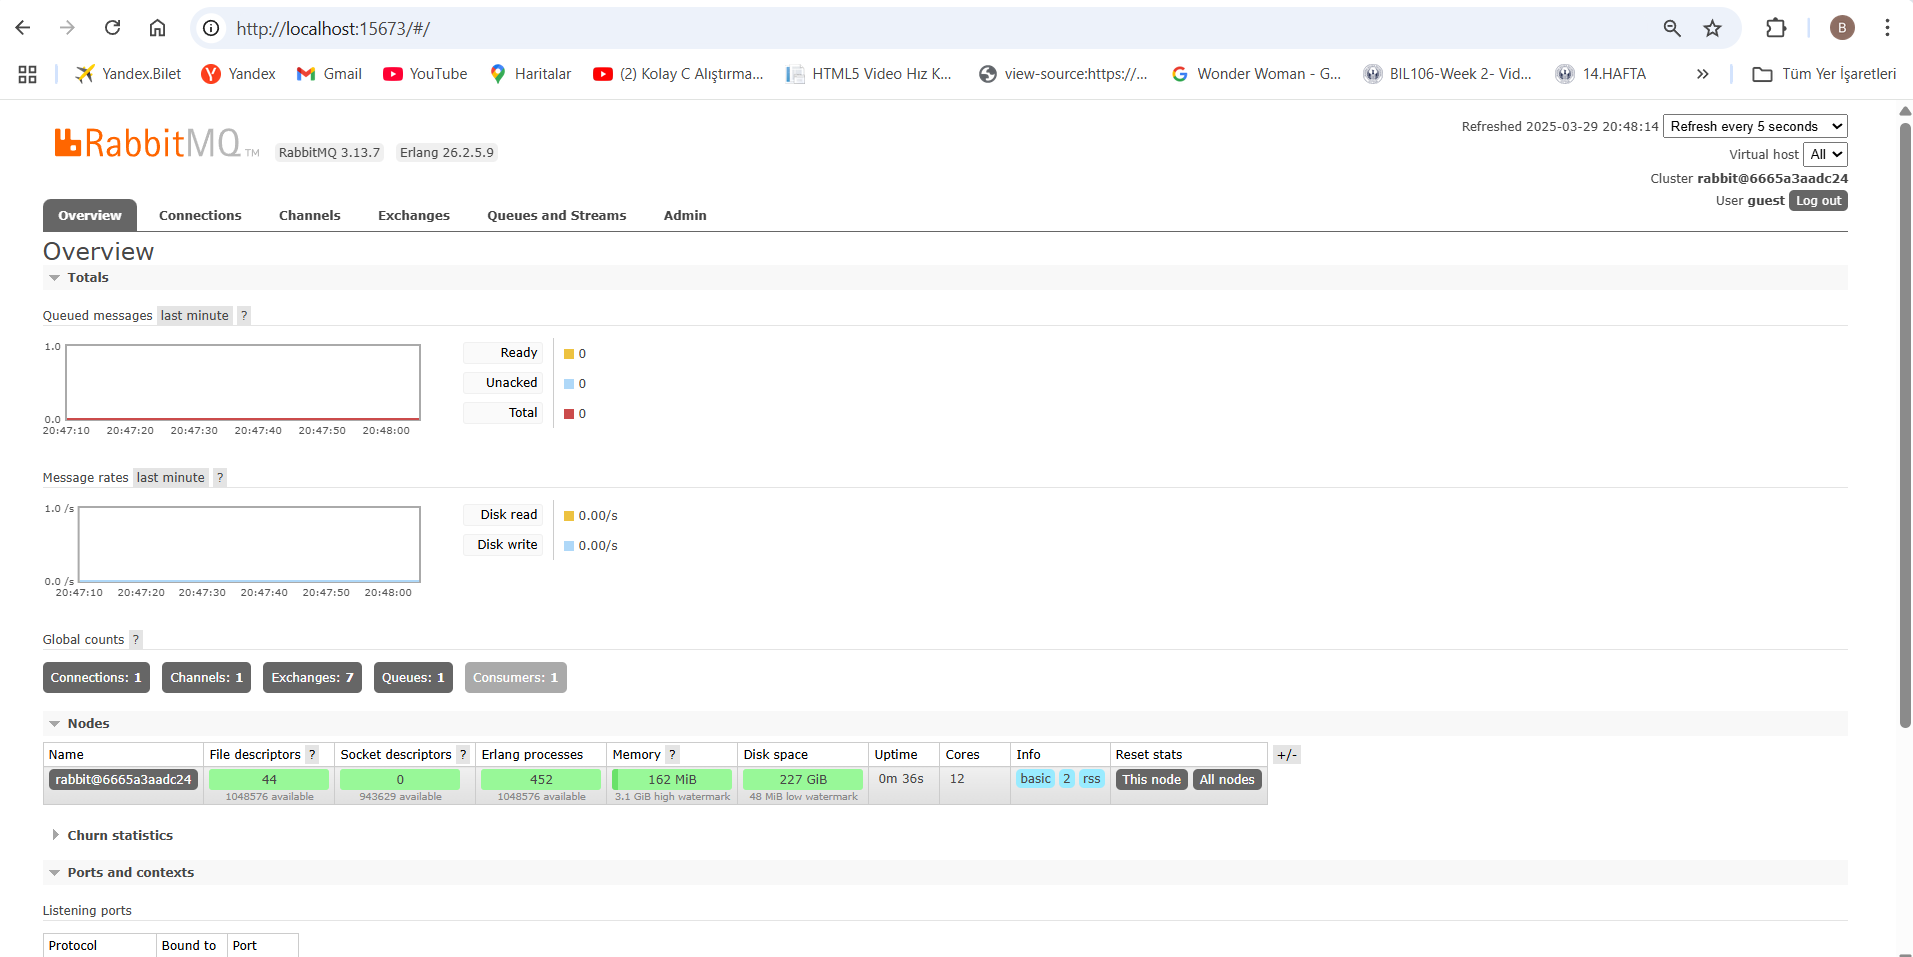 http://localhost:15673/#/
B
Yandex.Bilet Yandex Gmail YouTube Haritalar (2) Kolay C Alıştırma... HTML5 Video Hız K... view-source:https://... Wonder Woman - G... BIL106-Week 2- Vid... 14.HAFTA » Tüm Yer İşaretleri
RabbitMQ TM RabbitMQ 3.13.7 Erlang 26.2.5.9
Refreshed 2025-03-29 20:48:14 Refresh every 5 seconds
Virtual host All
Cluster rabbit@6665a3aadc24
User guest Log out
Overview Connections Channels Exchanges Queues and Streams Admin
Overview
Totals
Queued messages last minute ?
1.0
0.0
20:47:10 20:47:20 20:47:30 20:47:40 20:47:50 20:48:00
Ready 0
Unacked 0
Total 0
Message rates last minute ?
1.0 /s
0.0 /s
20:47:10 20:47:20 20:47:30 20:47:40 20:47:50 20:48:00
Disk read 0.00/s
Disk write 0.00/s
Global counts ?
Connections: 1 Channels: 1 Exchanges: 7 Queues: 1 Consumers: 1
Nodes
Name File descriptors ? Socket descriptors ? Erlang processes Memory ? Disk space Uptime Cores Info Reset stats +/-
rabbit@6665a3aadc24 44 0 452 162 MiB 227 GiB 0m 36s 12 basic 2 rss This node All nodes
1048576 available 943629 available 1048576 available 3.1 GiB high watermark 48 MiB low watermark
Churn statistics
Ports and contexts
Listening ports
Protocol Bound to Port